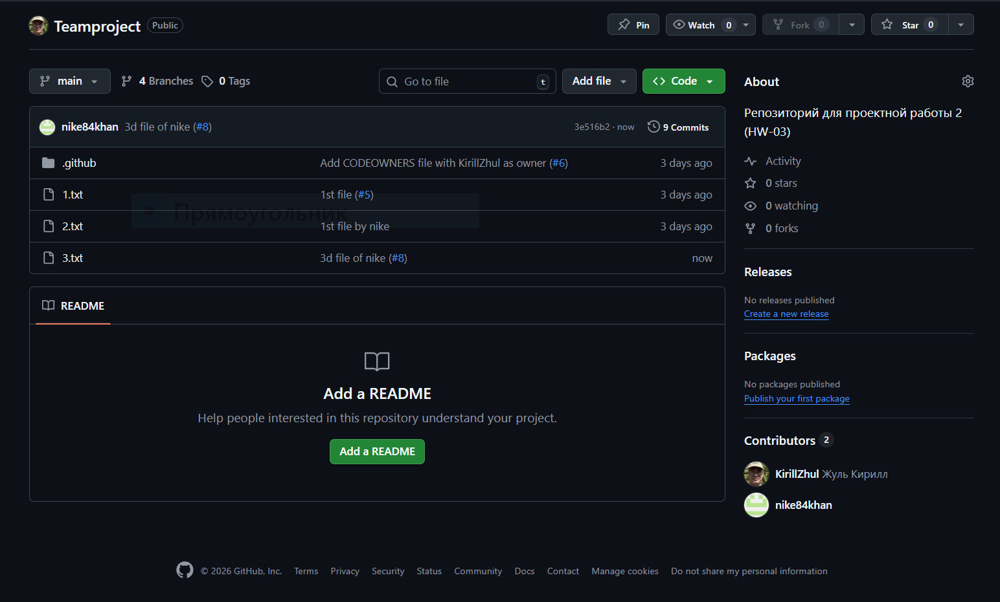 Teamproject Public
Pin
Watch 0
Fork 0
Star 0
main
4 Branches
0 Tags
Go to file t
Add file
Code
nike84khan 3d file of nike (#8) 3e516b2 · now 9 Commits
.github Add CODEOWNERS file with KirillZhul as owner (#6) 3 days ago
1.txt 1st file (#5) 3 days ago
Прямоугольник
2.txt 1st file by nike 3 days ago
3.txt 3d file of nike (#8) now
README
Add a README
Help people interested in this repository understand your project.
Add a README
About
Репозиторий для проектной работы 2
(HW-03)
Activity
0 stars
0 watching
0 forks
Releases
No releases published
Create a new release
Packages
No packages published
Publish your first package
Contributors 2
KirillZhul Жуль Кирилл
nike84khan
© 2026 GitHub, Inc. Terms Privacy Security Status Community Docs Contact Manage cookies Do not share my personal information